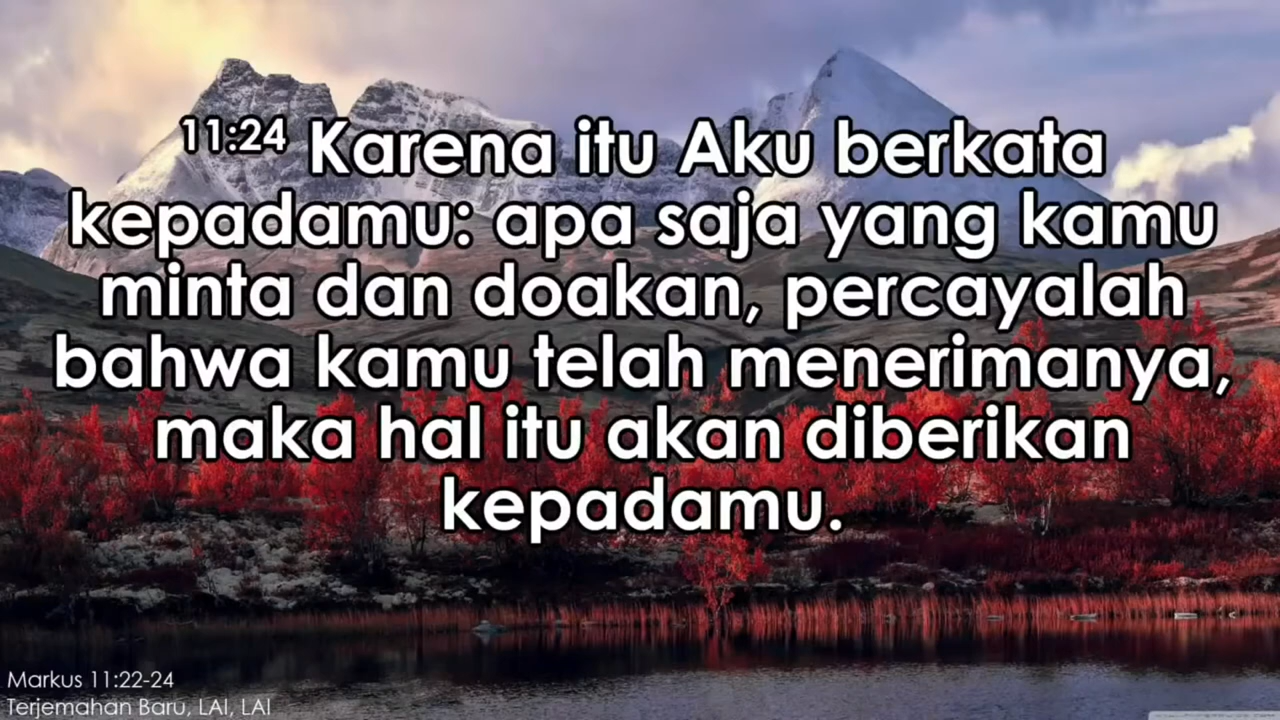 11:24 Karena itu Aku berkata
kepadamu: apa saja yang kamu
minta dan doakan, percayalah
bahwa kamu telah menerimanya,
maka hal itu akan diberikan
kepadamu.
Markus 11:22-24
Terjemahan Baru, LAI, LAI